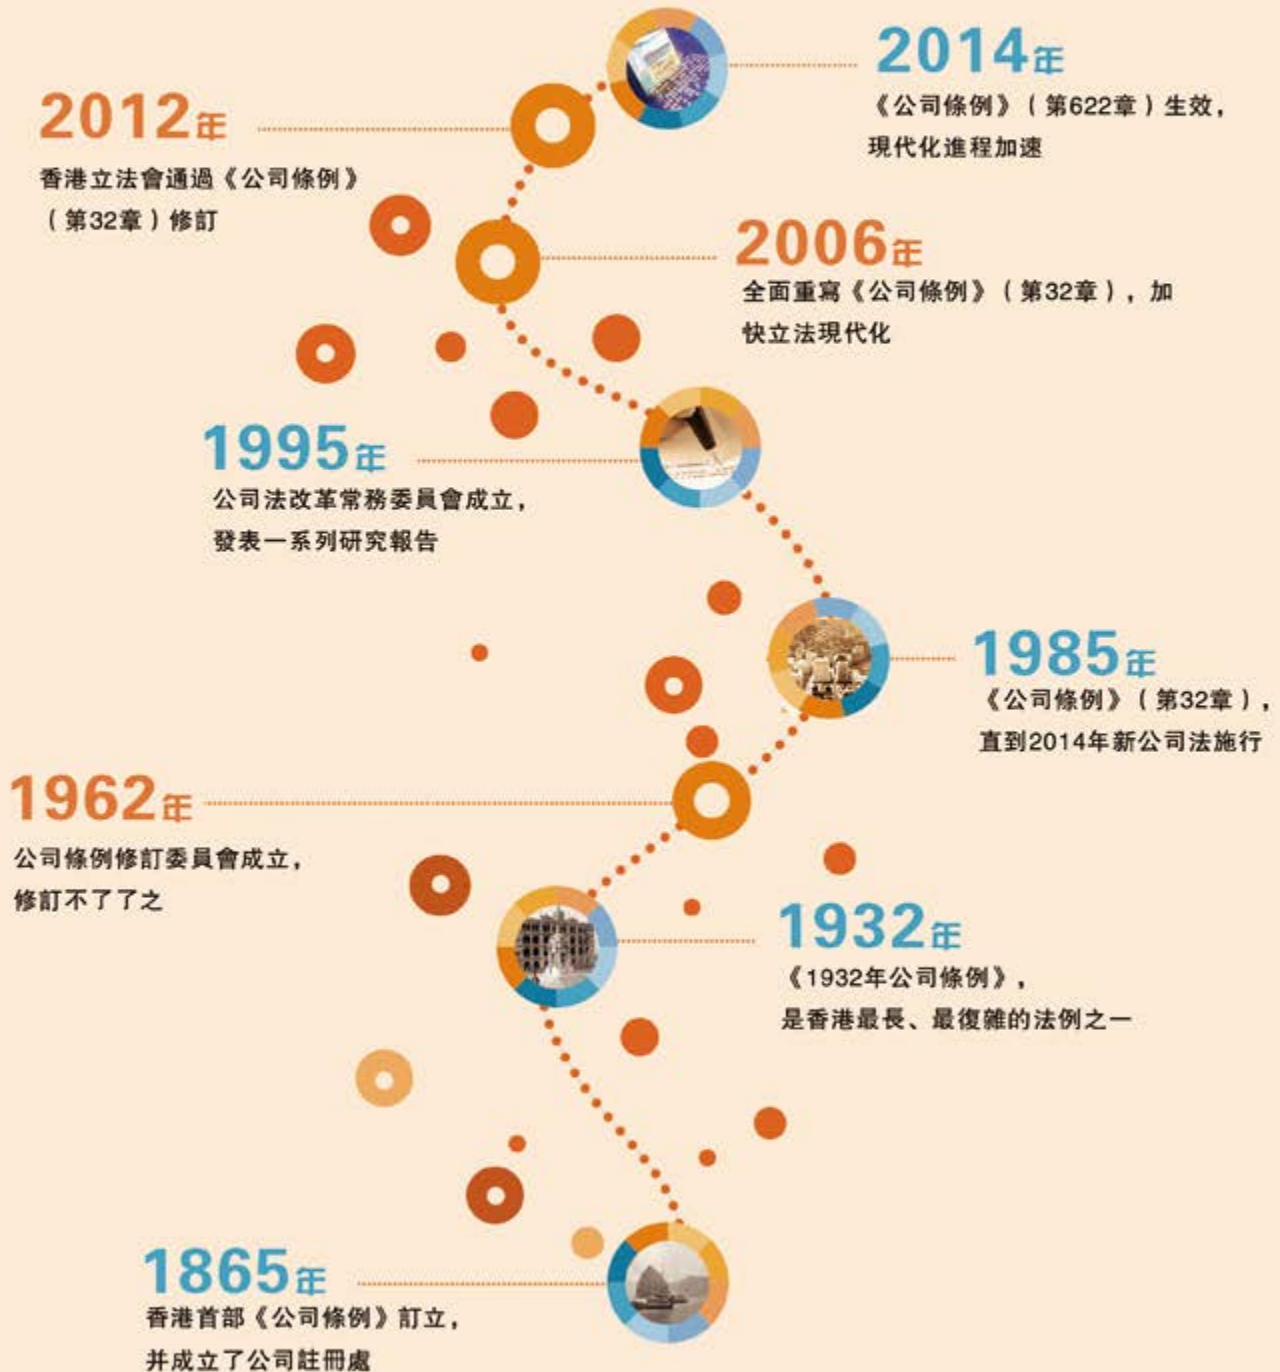 2014年
《公司條例》（第622章）生效，
現代化進程加速
2012年
香港立法會通過《公司條例》
（第32章）修訂
2006年
全面重寫《公司條例》（第32章），加
快立法現代化
1995年
公司法改革常務委員會成立，
發表一系列研究報告
1985年
《公司條例》（第32章），
直到2014年新公司法施行
1962年
公司條例修訂委員會成立，
修訂不了了之
1932年
《1932年公司條例》，
是香港最長、最復雜的法例之一
1865年
香港首部《公司條例》訂立，
并成立了公司註冊處